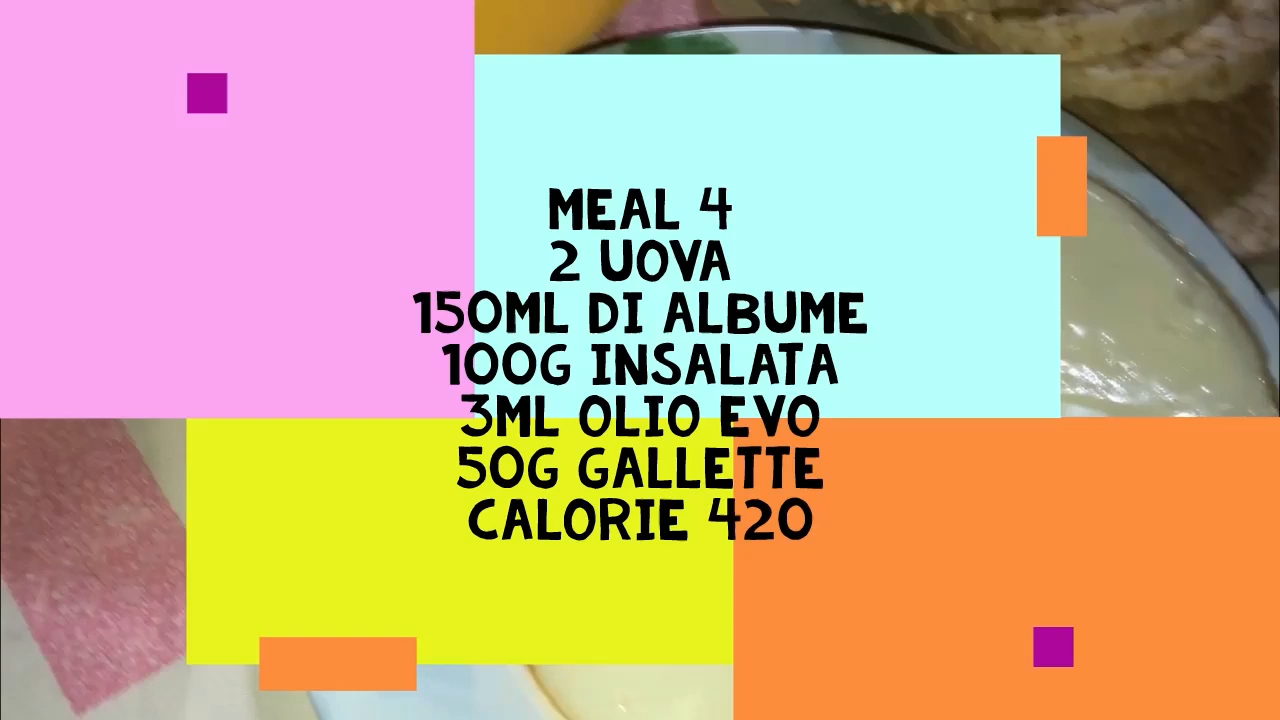 MEAL 4
2 UOVA
150ML DI ALBUME
100G INSALATA
3ML OLIO EVO
50G GALLETTE
CALORIE 420